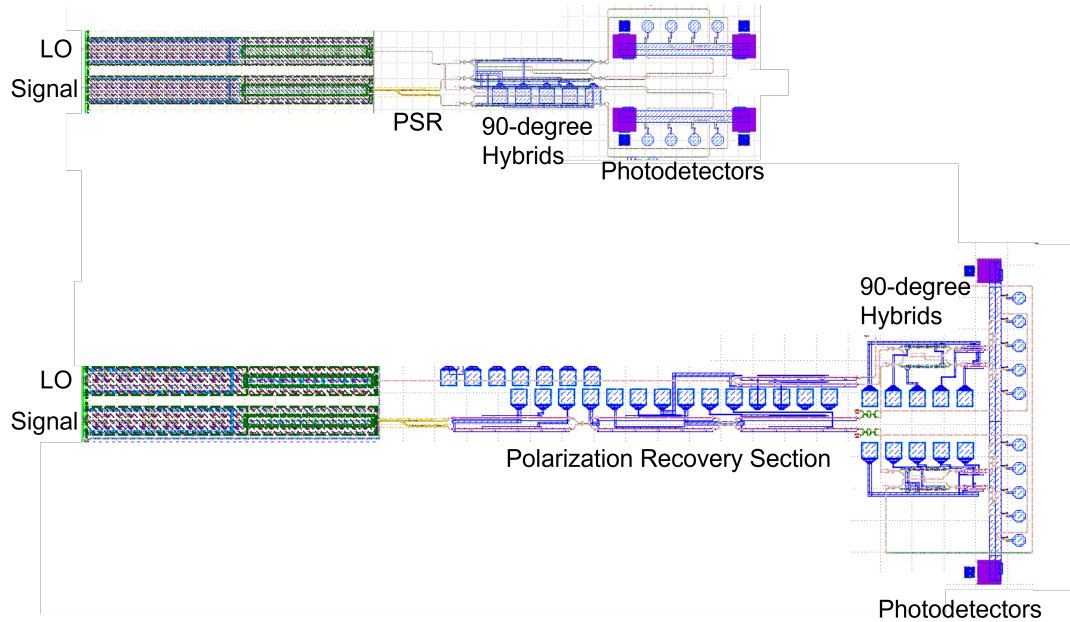 LO
Signal
PSR
90-degree
Hybrids
Photodetectors
90-degree
Hybrids
LO
Signal
Polarization Recovery Section
Photodetectors